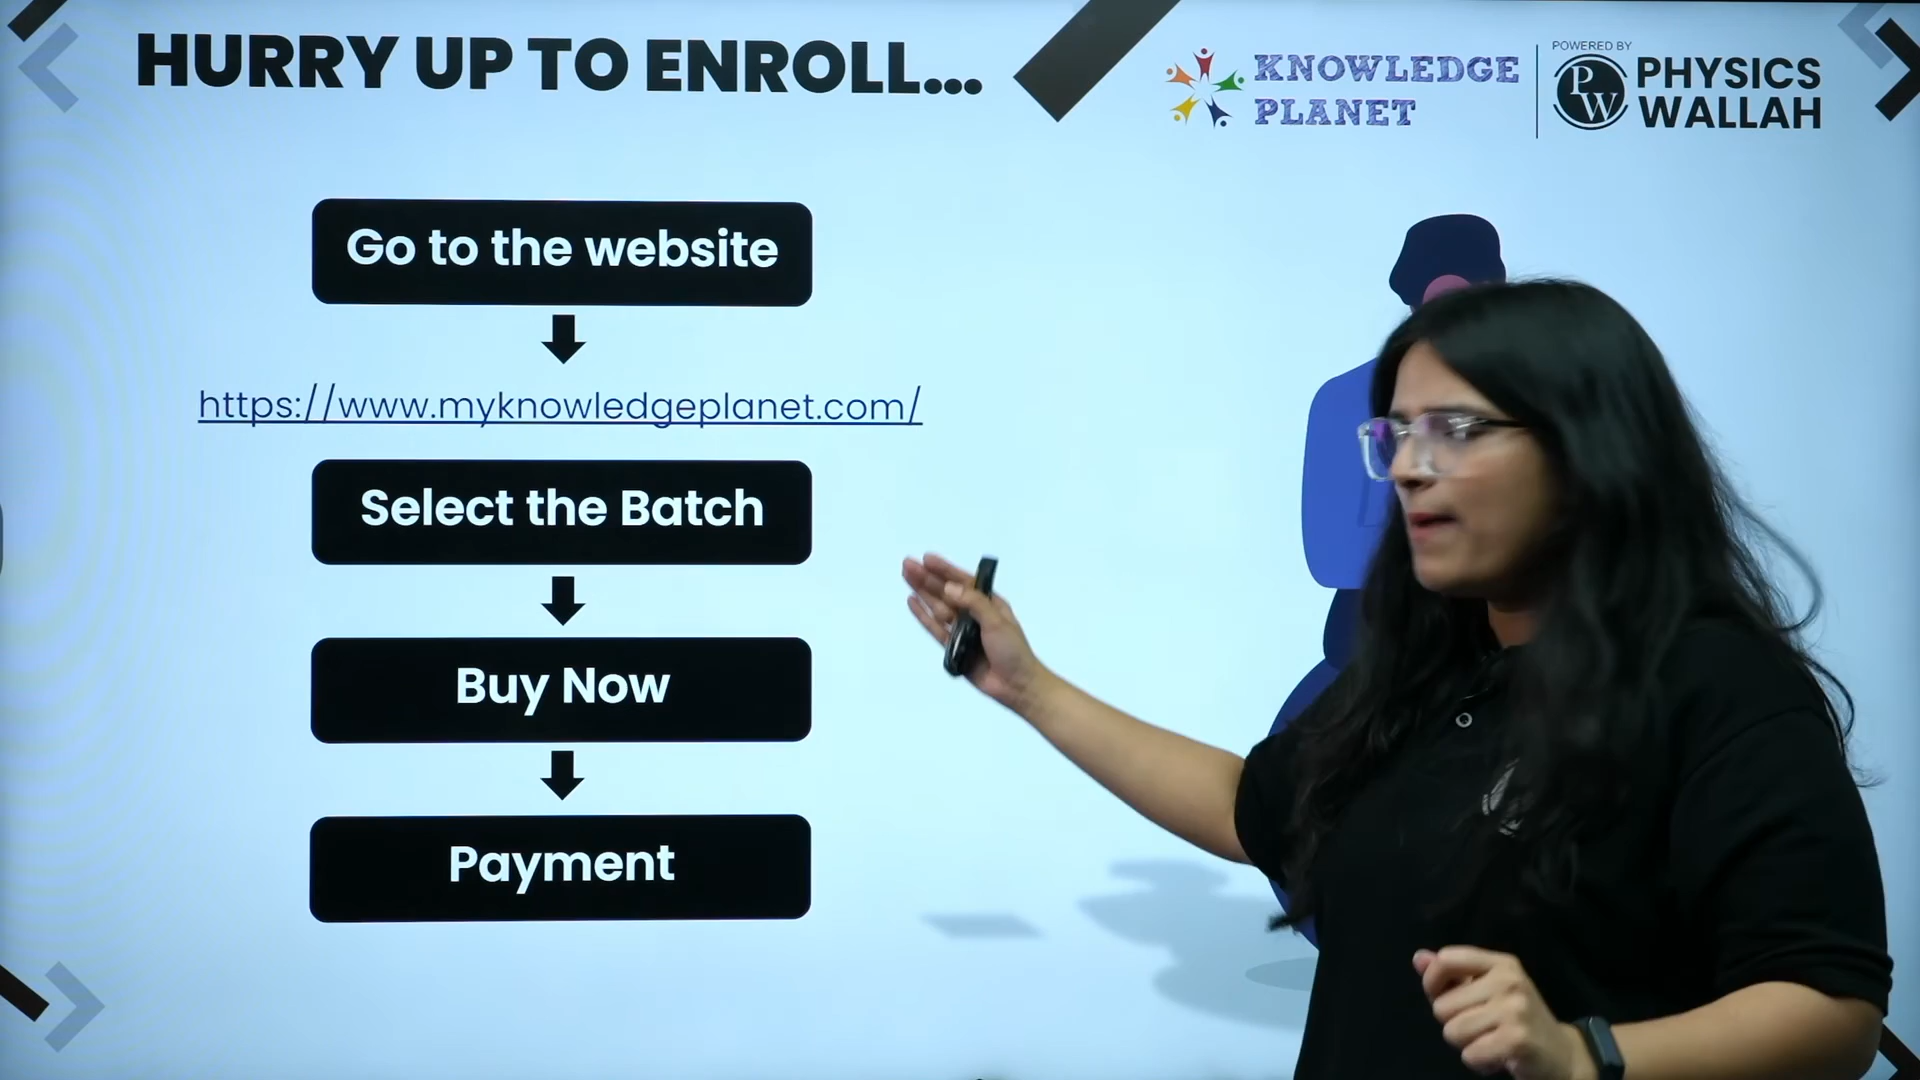 HURRY UP TO ENROLL...
KNOWLEDGE
PLANET
POWERED BY
PW
PHYSICS
WALLAH
Go to the website
https://www.myknowledgeplanet.com/
Select the Batch
Buy Now
Payment